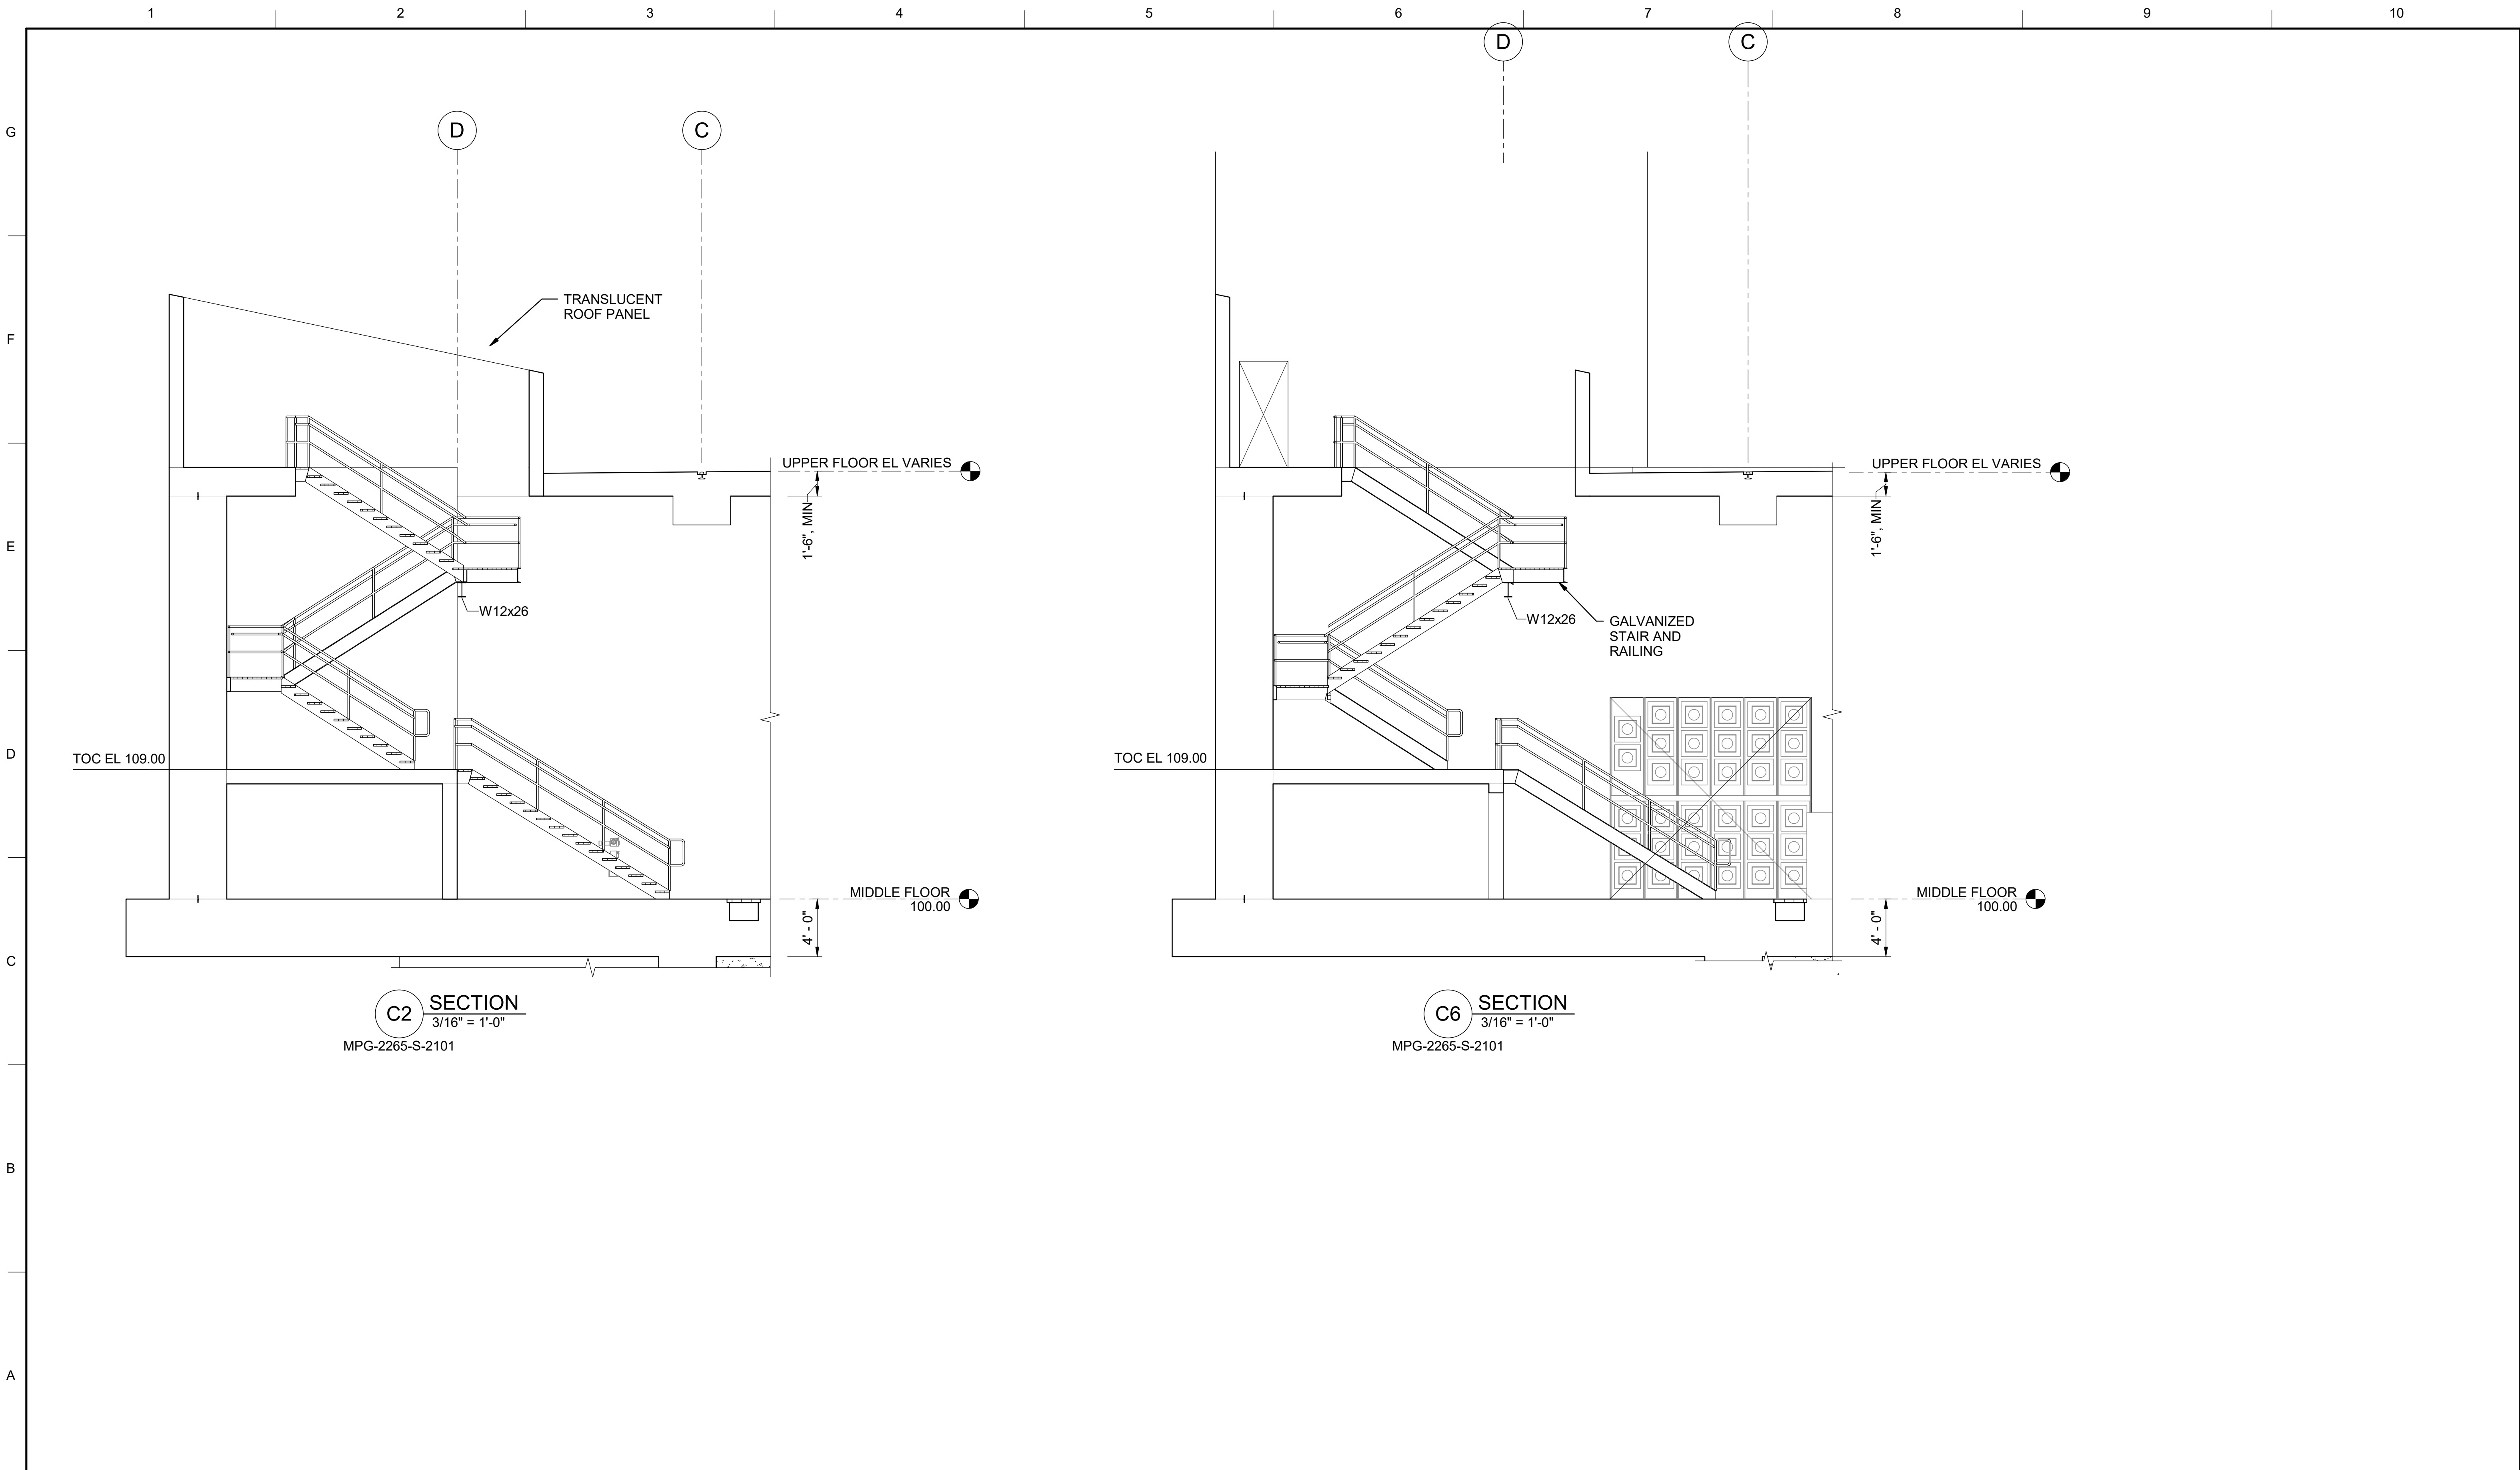 1 2 3 4 5 6 7 8 9 10
G
F
E
D
C
B
A
D
C
TRANSLUCENT
ROOF PANEL
UPPER FLOOR EL VARIES
1'-6", MIN
W12x26
TOC EL 109.00
MIDDLE FLOOR
100.00
4' - 0"
C2 SECTION
3/16" = 1'-0"
MPG-2265-S-2101
D
C
UPPER FLOOR EL VARIES
1'-6", MIN
W12x26
GALVANIZED
STAIR AND
RAILING
TOC EL 109.00
MIDDLE FLOOR
100.00
4' - 0"
C6 SECTION
3/16" = 1'-0"
MPG-2265-S-2101